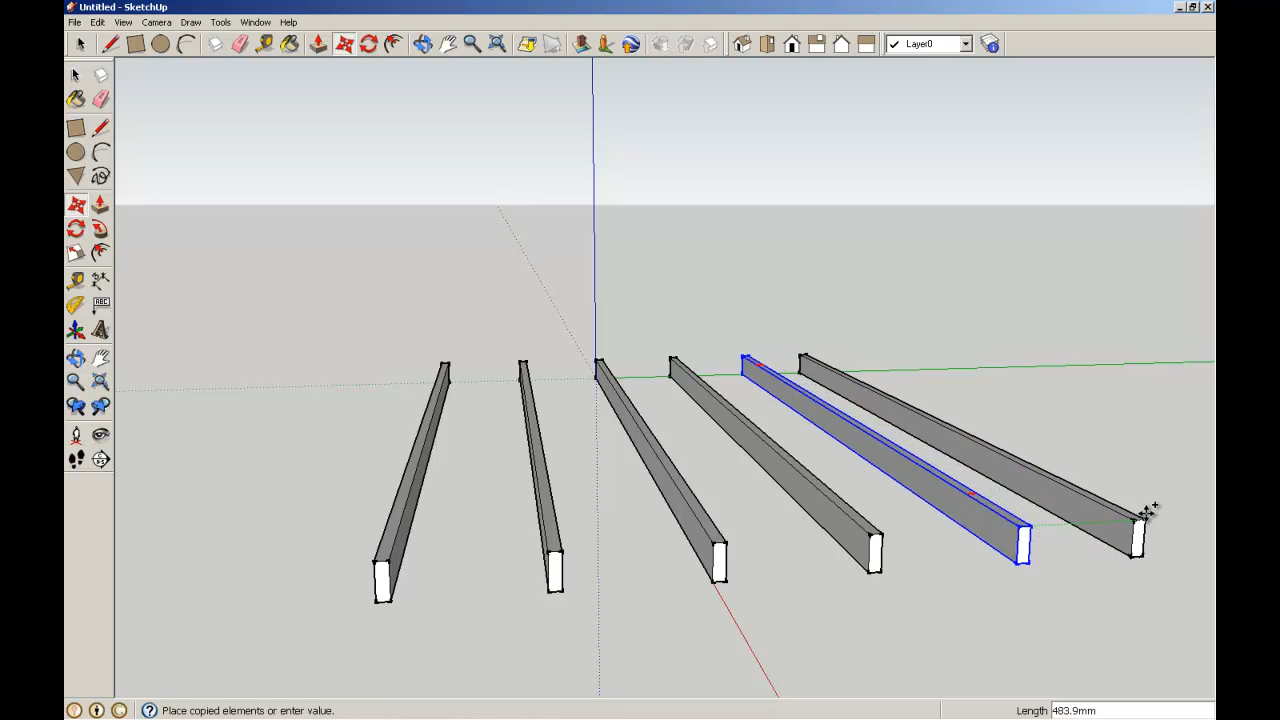 Untitled - SketchUp
File Edit View Camera Draw Tools Window Help
Layer0
ABC
Place copied elements or enter value.
Length 483.9mm